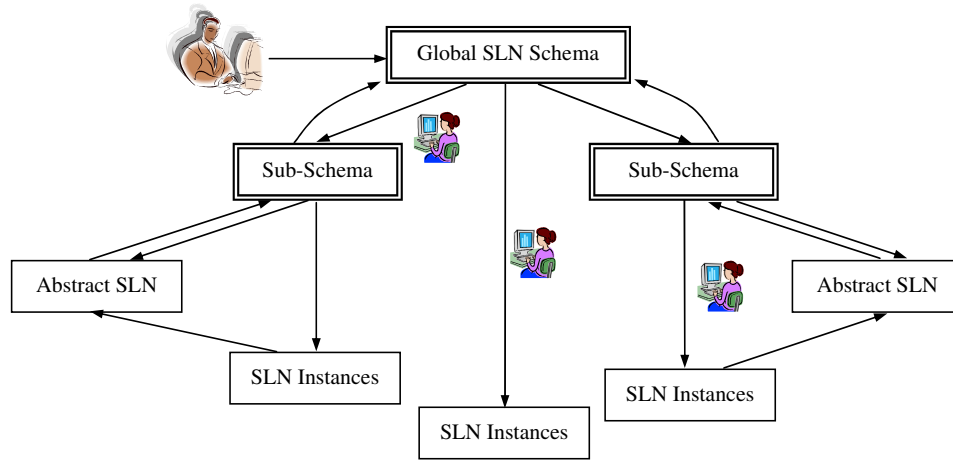 Global SLN Schema
Sub-Schema
Sub-Schema
Abstract SLN
Abstract SLN
SLN Instances
SLN Instances
SLN Instances